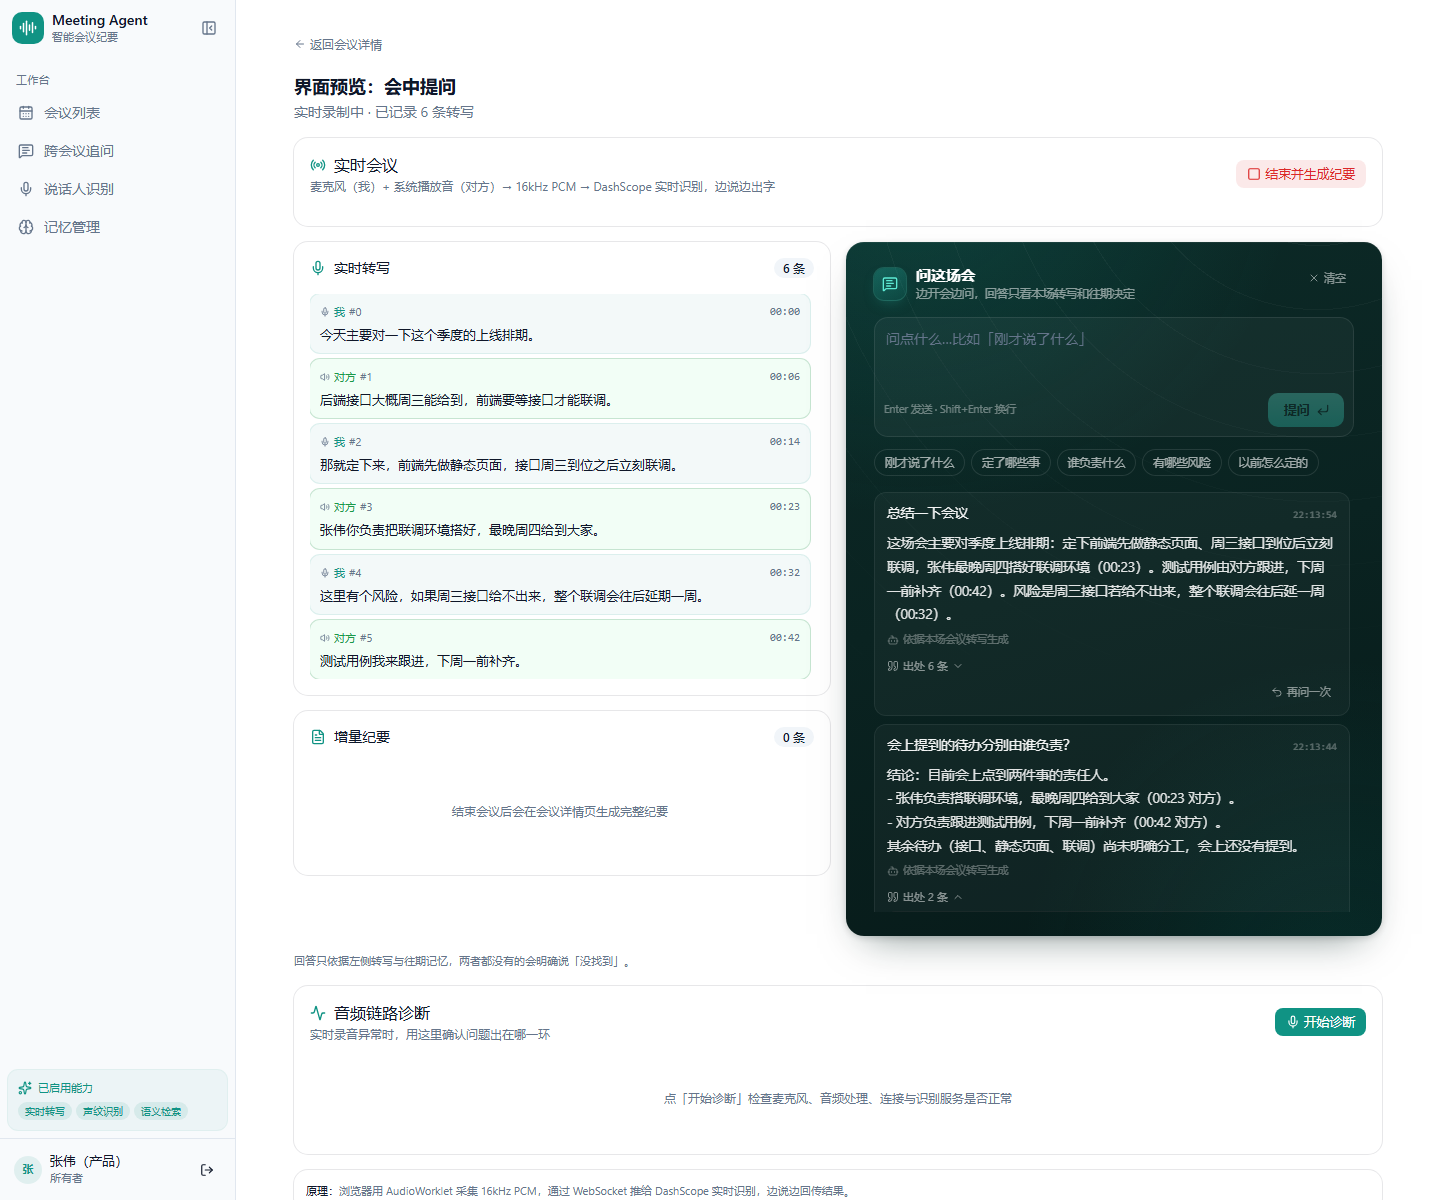 Meeting Agent
智能会议纪要
工作台
会议列表
跨会议追问
说话人识别
记忆管理
已启用能力
实时转写 声纹识别 语义检索
张
张伟（产品）
所有者
返回会议详情
界面预览：会中提问
实时录制中 · 已记录 6 条转写
实时会议
麦克风（我）+ 系统播放音（对方）→ 16kHz PCM → DashScope 实时识别，边说边出字
结束并生成纪要
实时转写
6 条
我 #0 00:00
今天主要对一下这个季度的上线排期。
对方 #1 00:06
后端接口大概周三能给到，前端要等接口才能联调。
我 #2 00:14
那就定下来，前端先做静态页面，接口周三到位之后立刻联调。
对方 #3 00:23
张伟你负责把联调环境搭好，最晚周四给到大家。
我 #4 00:32
这里有个风险，如果周三接口给不出来，整个联调会往后延期一周。
对方 #5 00:42
测试用例我来跟进，下周一前补齐。
增量纪要
0 条
结束会议后会在会议详情页生成完整纪要
问这场会
边开会边问，回答只看本场转写和往期决定
清空
问点什么...比如「刚才说了什么」
Enter 发送 · Shift+Enter 换行
提问
刚才说了什么 定了哪些事 谁负责什么 有哪些风险 以前怎么定的
总结一下会议 22:13:54
这场会主要对季度上线排期：定下前端先做静态页面、周三接口到位后立刻
联调，张伟最晚周四搭好联调环境（00:23）。测试用例由对方跟进，下周
一前补齐（00:42）。风险是周三接口若给不出来，整个联调会往后延一周
（00:32）。
依据本场会议转写生成
出处 6 条
再问一次
会上提到的待办分别由谁负责？ 22:13:44
结论：目前会上点到两件事的责任人。
- 张伟负责搭联调环境，最晚周四给到大家（00:23 对方）。
- 对方负责跟进测试用例，下周一前补齐（00:42 对方）。
其余待办（接口、静态页面、联调）尚未明确分工，会上还没有提到。
依据本场会议转写生成
出处 2 条
回答只依据左侧转写与往期记忆，两者都没有的会明确说「没找到」。
音频链路诊断
实时录音异常时，用这里确认问题出在哪一环
开始诊断
点「开始诊断」检查麦克风、音频处理、连接与识别服务是否正常
原理：浏览器用 AudioWorklet 采集 16kHz PCM，通过 WebSocket 推给 DashScope 实时识别，边说边回传结果。